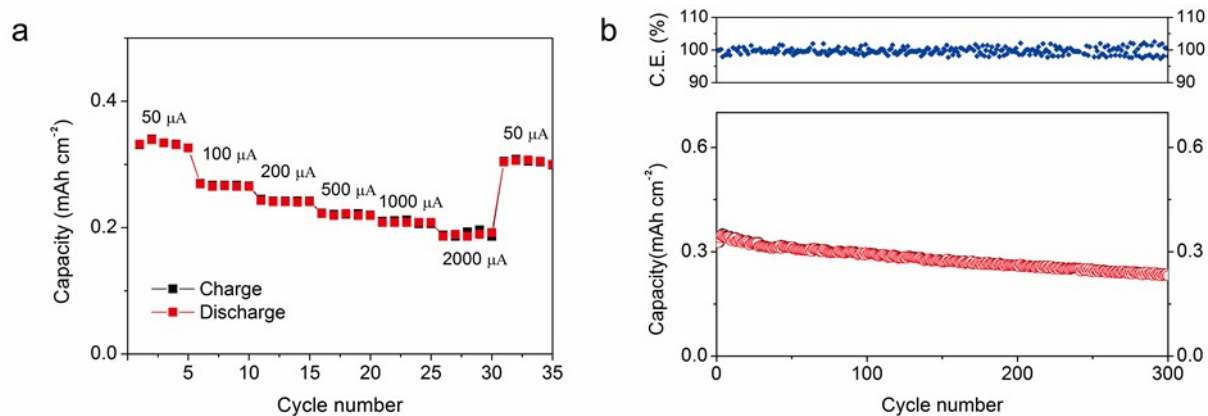 a
Capacity (mAh cm⁻²)
0.4
0.2
0.0
50 μA
100 μA
200 μA
500 μA
1000 μA
2000 μA
50 μA
Charge
Discharge
5 10 15 20 25 30 35
Cycle number
b
C.E. (%)
110
100
90
110
100
90
Capacity(mAh cm⁻²)
0.6
0.3
0.0
0.6
0.3
0.0
0 100 200 300
Cycle number